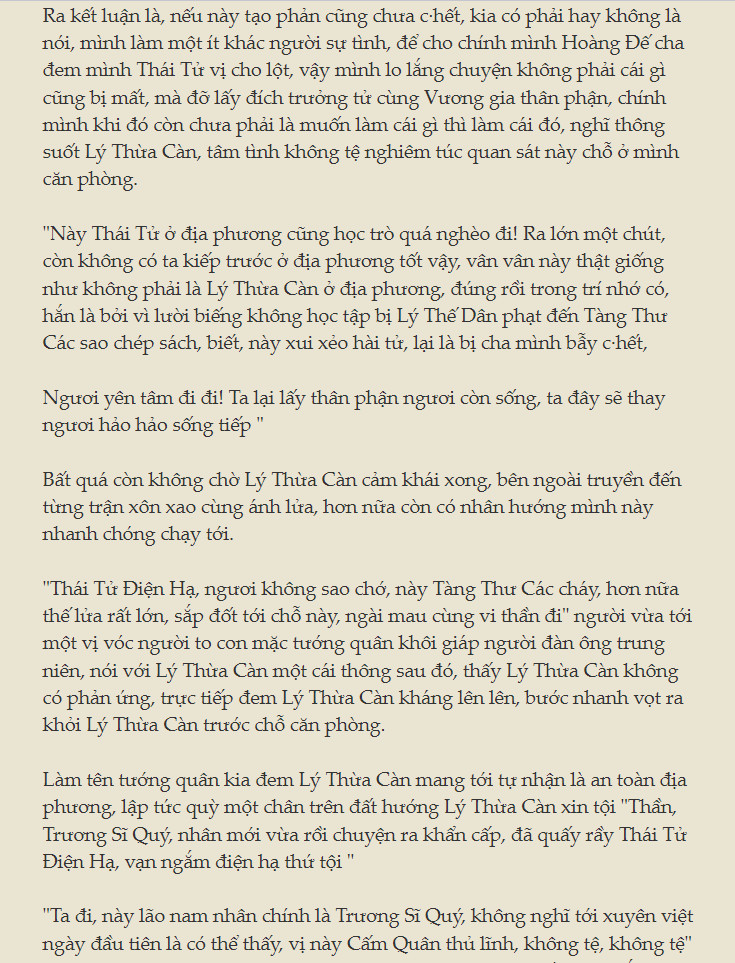 Ra kết luận là, nếu này tạo phản cũng chưa c·hết, kia có phải hay không là
nói, mình làm một ít khác người sự tình, để cho chính mình Hoàng Đế cha
đem mình Thái Tử vị cho lột, vậy mình lo lắng chuyện không phải cái gì
cũng bị mất, mà đỡ lấy đích trưởng tử cùng Vương gia thân phận, chính
mình khi đó còn chưa phải là muốn làm cái gì thì làm cái đó, nghĩ thông
suốt Lý Thừa Càn, tâm tình không tệ nghiêm túc quan sát này chỗ ở mình
căn phòng.
"Này Thái Tử ở địa phương cũng học trò quá nghèo đi! Ra lớn một chút,
còn không có ta kiếp trước ở địa phương tốt vậy, vân vân này thật giống
như không phải là Lý Thừa Càn ở địa phương, đúng rồi trong trí nhớ có,
hắn là bởi vì lười biếng không học tập bị Lý Thế Dân phạt đến Tàng Thư
Các sao chép sách, biết, này xui xẻo hài tử, lại là bị cha mình bẫy c·hết,
Ngươi yên tâm đi đi! Ta lại lấy thân phận ngươi còn sống, ta đây sẽ thay
ngươi hảo hảo sống tiếp "
Bất quá còn không chờ Lý Thừa Càn cảm khái xong, bên ngoài truyền đến
từng trận xôn xao cùng ánh lửa, hơn nữa còn có nhân hướng mình này
nhanh chóng chạy tới.
"Thái Tử Điện Hạ, ngươi không sao chớ, này Tàng Thư Các cháy, hơn nữa
thế lửa rất lớn, sắp đốt tới chỗ này, ngài mau cùng vi thần đi" người vừa tới
một vị vóc người to con mặc tướng quân khôi giáp người đàn ông trung
niên, nói với Lý Thừa Càn một cái thông sau đó, thấy Lý Thừa Càn không
có phản ứng, trực tiếp đem Lý Thừa Càn kháng lên lên, bước nhanh vọt ra
khỏi Lý Thừa Càn trước chỗ căn phòng.
Làm tên tướng quân kia đem Lý Thừa Càn mang tới tự nhận là an toàn địa
phương, lập tức quỳ một chân trên đất hướng Lý Thừa Càn xin tội "Thần,
Trương Sĩ Quý, nhân mới vừa rồi chuyện ra khẩn cấp, đã quấy rầy Thái Tử
Điện Hạ, vạn ngắm điện hạ thứ tội "
"Ta đi, này lão nam nhân chính là Trương Sĩ Quý, không nghĩ tới xuyên việt
ngày đầu tiên là có thể thấy, vị này Cấm Quân thủ lĩnh, không tệ, không tệ"